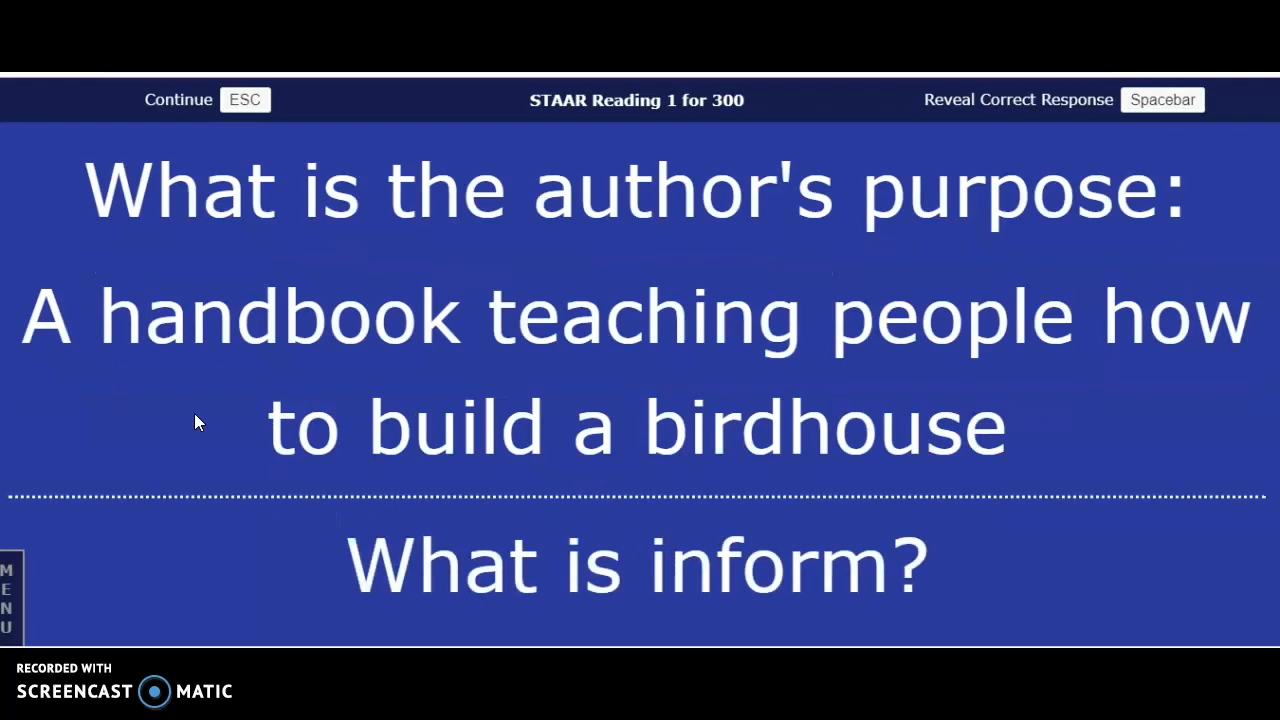 Continue ESC STAAR Reading 1 for 300 Reveal Correct Response Spacebar
What is the author's purpose:
A handbook teaching people how
to build a birdhouse
What is inform?
M
E
N
U
RECORDED WITH
SCREENCAST MATIC